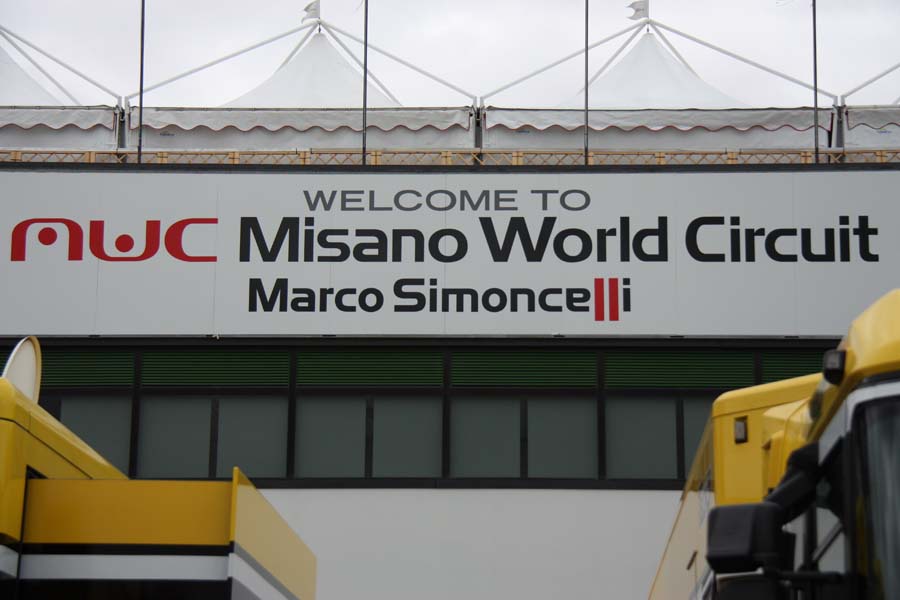 WELCOME TO
MWC Misano World Circuit
Marco Simoncelli